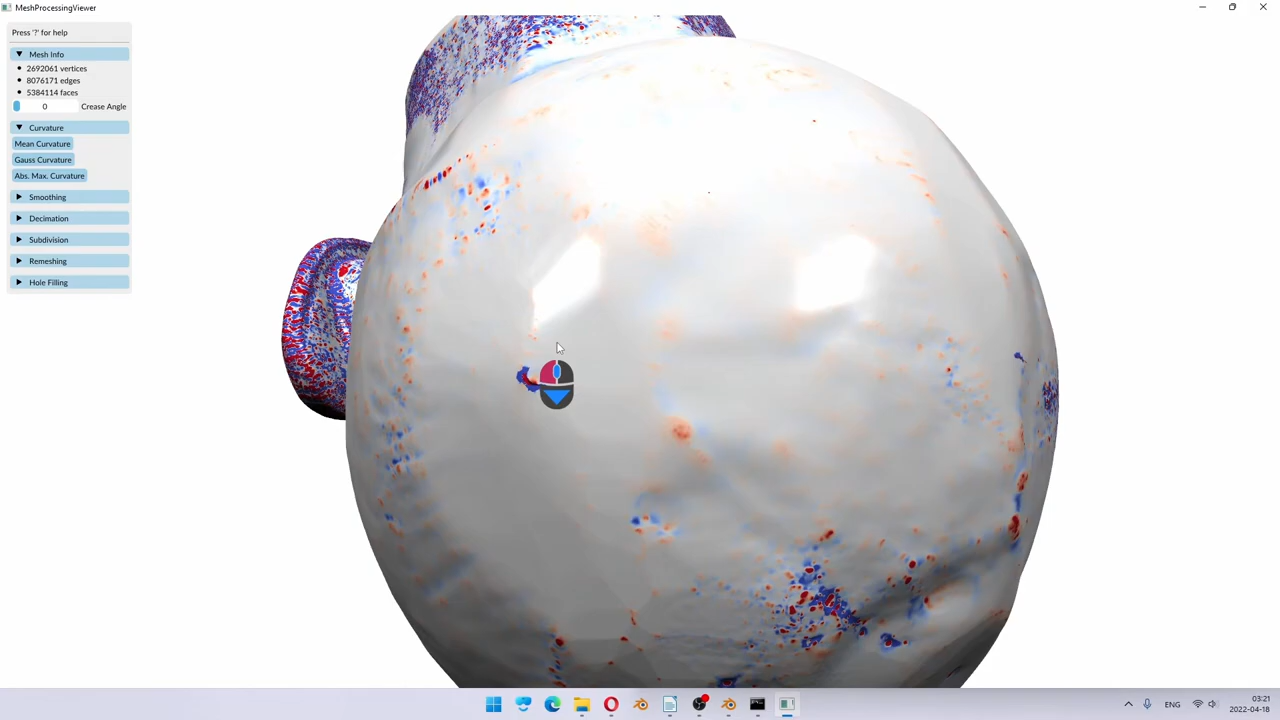 MeshProcessingViewer
Press '?' for help
Mesh Info
2692061 vertices
8076171 edges
5384114 faces
0 Crease Angle
Curvature
Mean Curvature
Gauss Curvature
Abs. Max. Curvature
Smoothing
Decimation
Subdivision
Remeshing
Hole Filling
ENG
03:21
2022-04-18